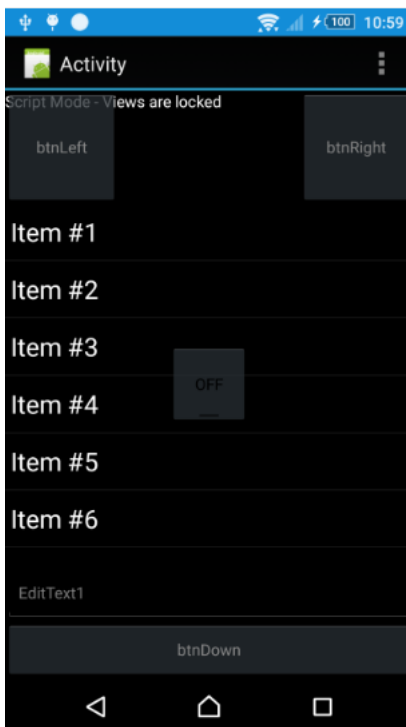 100 10:59
Activity
Script Mode - Views are locked
btnLeft
btnRight
Item #1
Item #2
Item #3
OFF
Item #4
Item #5
Item #6
EditText1
btnDown